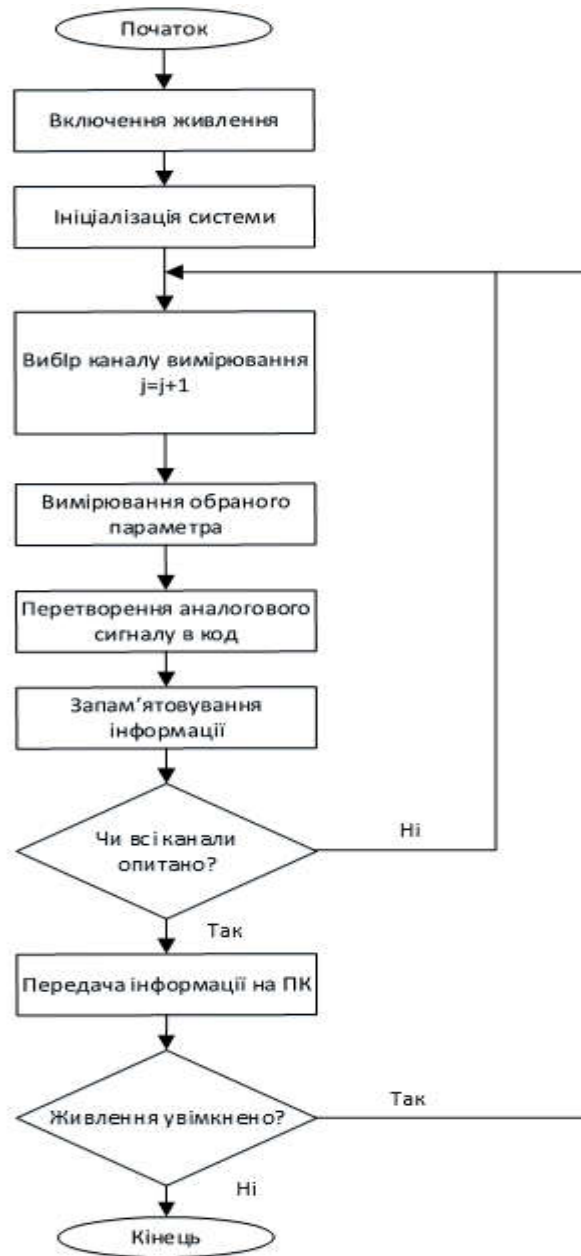 Початок
Включення живлення
Ініціалізація системи
Вибір каналу вимірювання
j=j+1
Вимірювання обраного
параметра
Перетворення аналогового
сигналу в код
Запам’ятовування
інформації
Чи всі канали
опитано?
Ні
Так
Передача інформації на ПК
Живлення увімкнено?
Так
Ні
Кінець